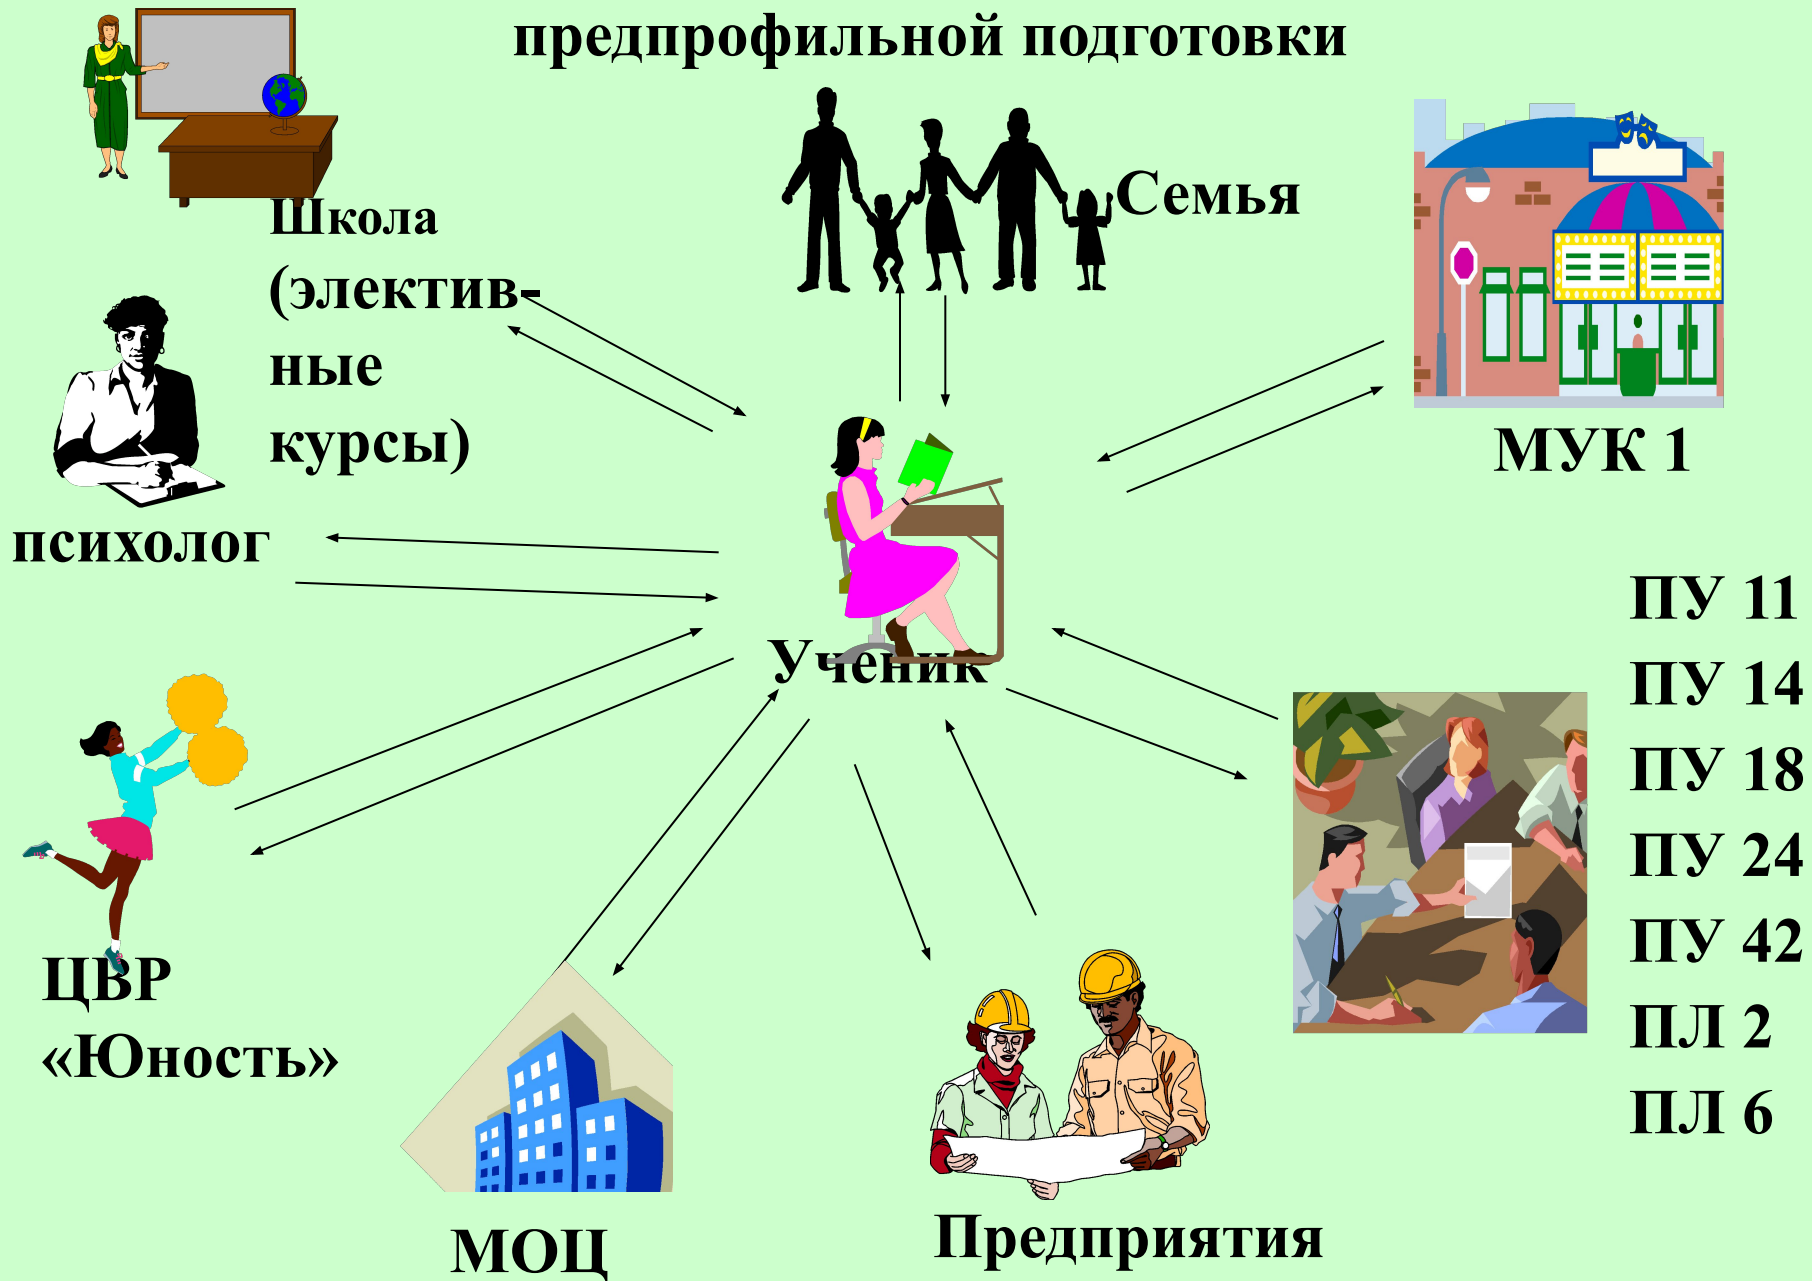 предпрофильной подготовки
Школа
(электив-
ные
курсы)
Семья
МУК 1
психолог
Ученик
ПУ 11
ПУ 14
ПУ 18
ПУ 24
ПУ 42
ПЛ 2
ПЛ 6
ЦВР
«Юность»
МОЦ
Предприятия